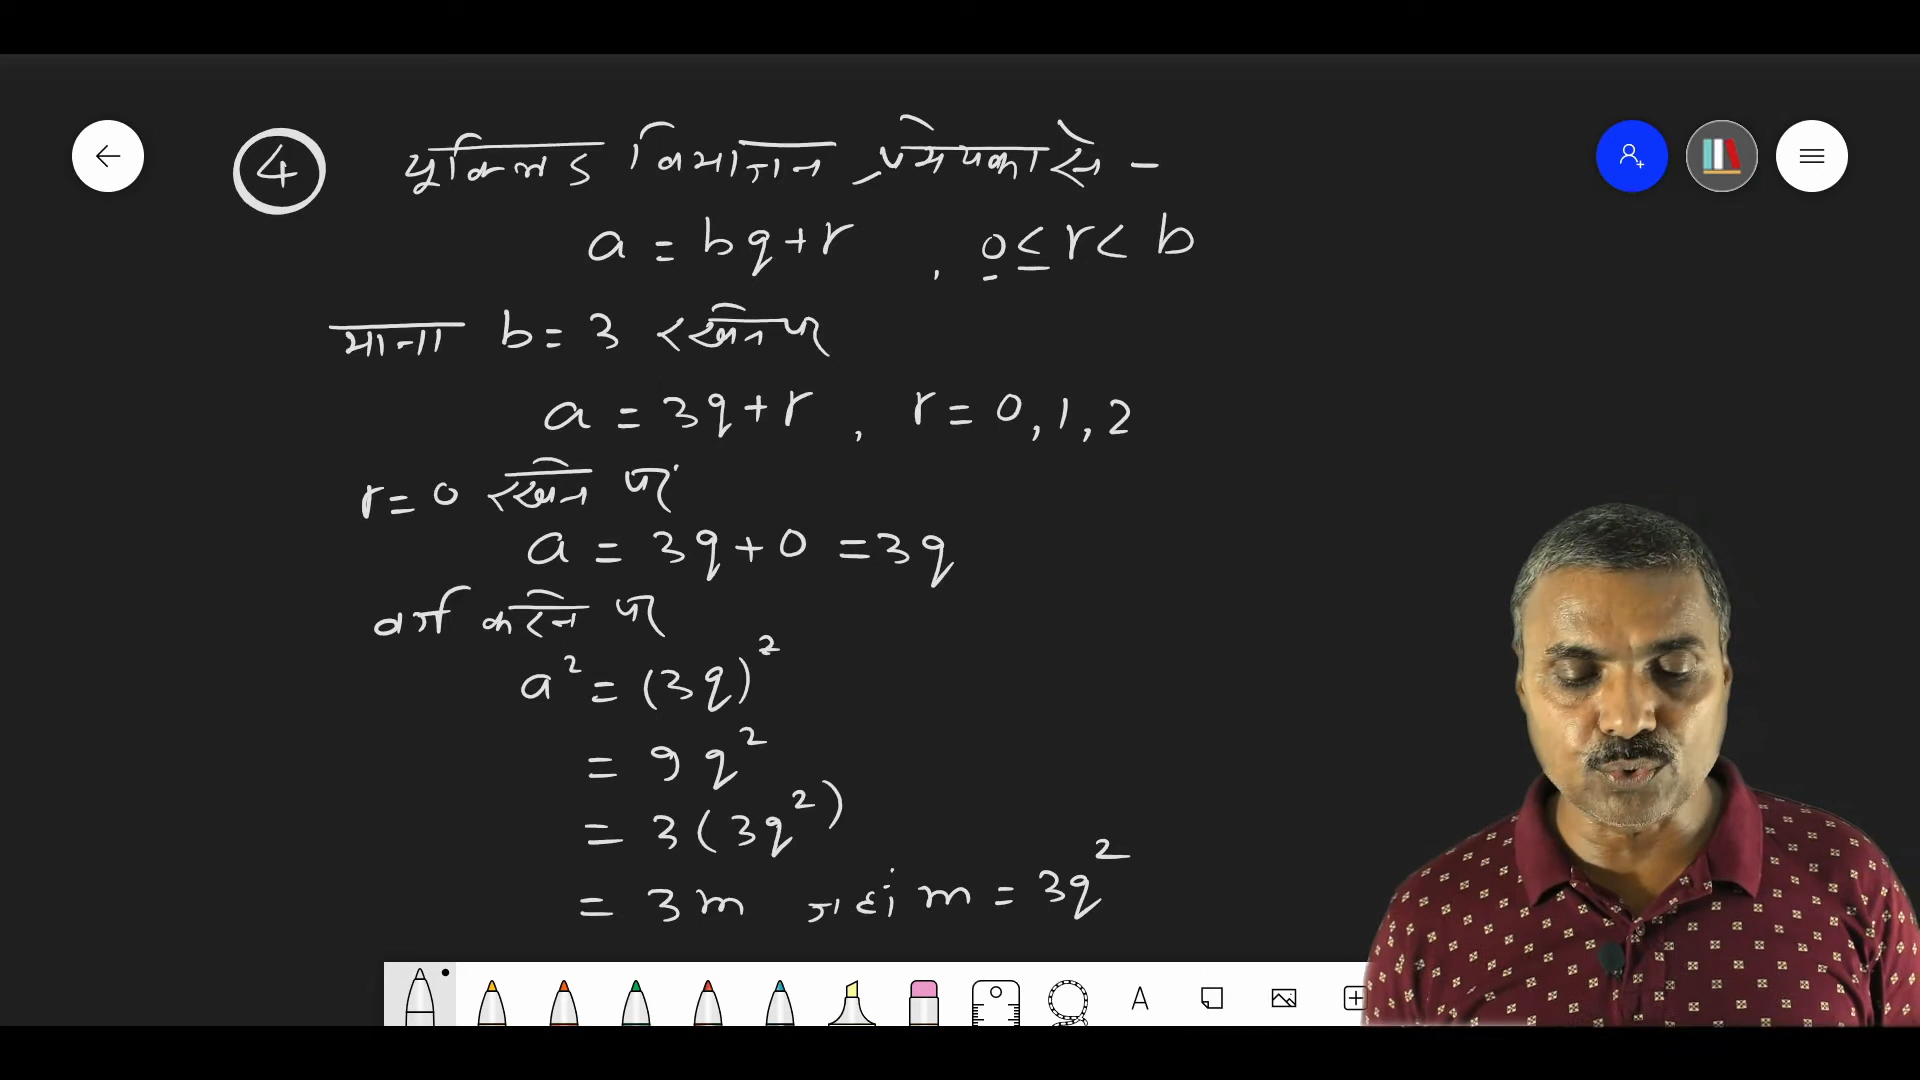 ④ युक्लिड विभाजन प्रमेयिका से -
a = bq+r , 0 ≤ r < b
माना b = 3 रखने पर
a = 3q+r , r = 0, 1, 2
r = 0 रखने पर
a = 3q+0 = 3q
वर्ग करने पर
a² = (3q)²
= 9q²
= 3(3q²)
= 3m जहां m = 3q²
A